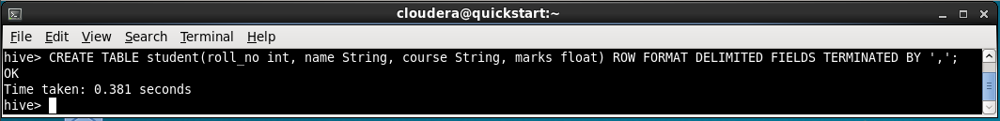 cloudera@quickstart:~
File Edit View Search Terminal Help
hive> CREATE TABLE student(roll_no int, name String, course String, marks float) ROW FORMAT DELIMITED FIELDS TERMINATED BY ',';
OK
Time taken: 0.381 seconds
hive>